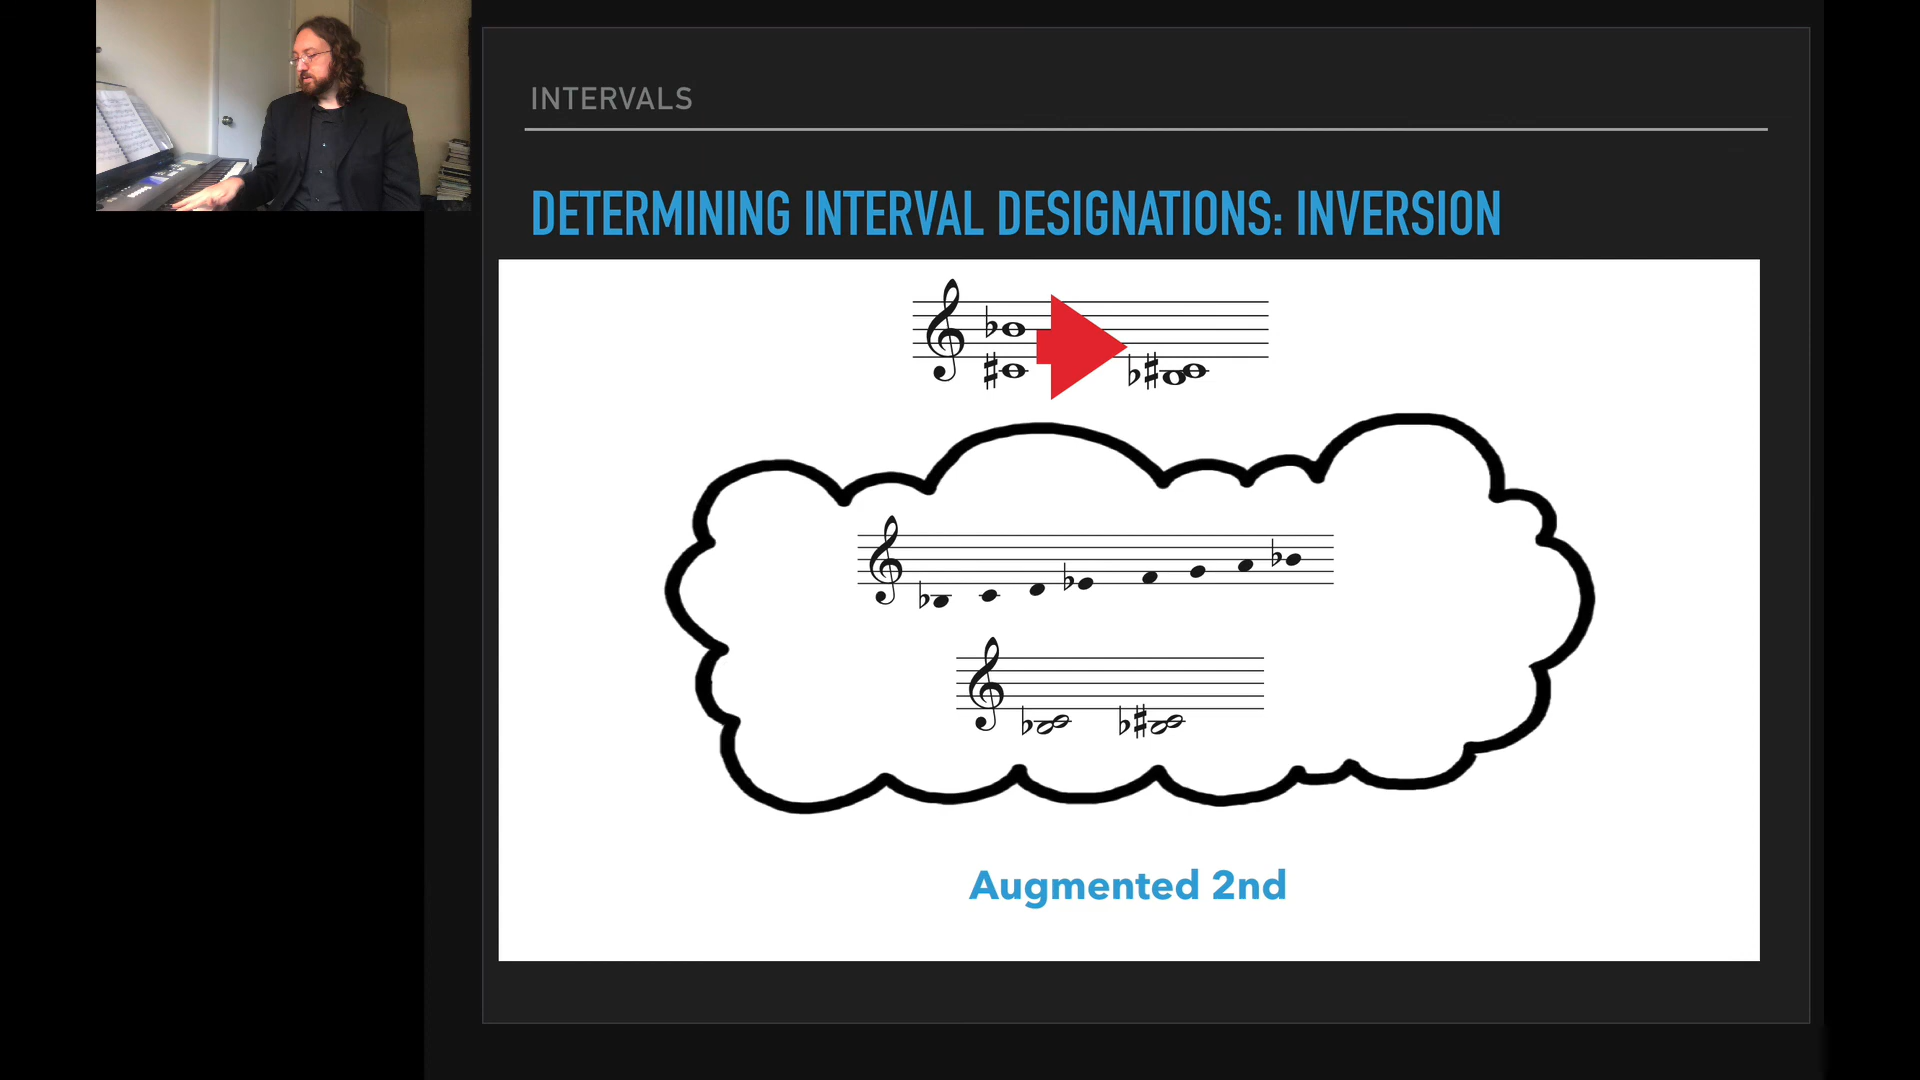 INTERVALS
DETERMINING INTERVAL DESIGNATIONS: INVERSION
Augmented 2nd